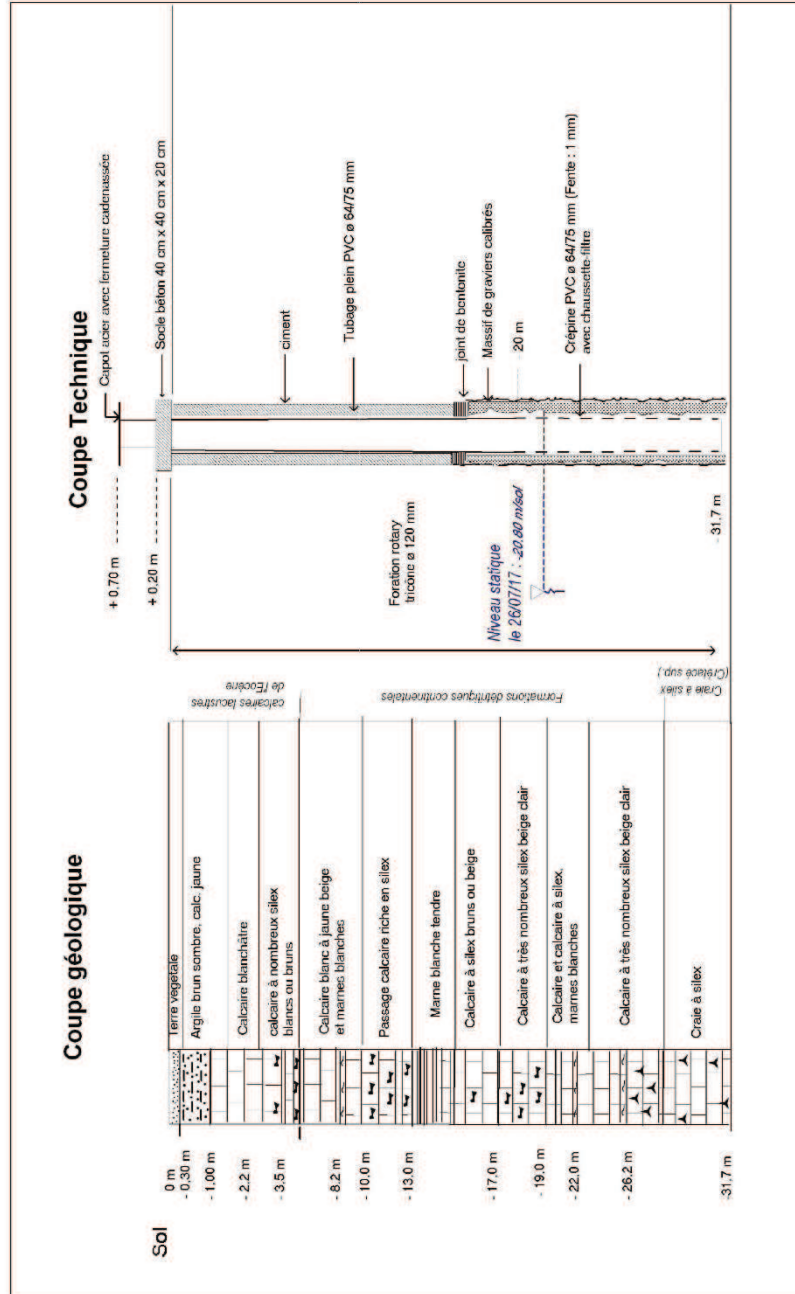 Coupe géologique
Sol
0 m
- 0,30 m
- 1,00 m
- 2.2 m
- 3.5 m
- 8.2 m
- 10.0 m
- 13.0 m
- 17.0 m
- 19.0 m
- 22.0 m
- 26.2 m
-31,7 m
Terre vegetale
Argile brun sombre, calc. jaune
Calcaire blanchâtre
calcaire à nombreux silex
blancs ou bruns
Calcaire blanc à jaune beige
et marnes blanches
Passage calcaire riche en silex
Marne blanche tendre
Calcaire à silex bruns ou beige
Calcaire à très nombreux silex beige clair
Calcaire et calcaire à silex,
marnes blanches
Calcaire à très nombreux silex beige clair
Craie à silex
calcaires lacustres
de l'Eocène
Formations détritiques continentales
Craie à silex
(Crétacé sup.)
Coupe Technique
+ 0,70 m
+ 0,20 m
Foration rotary
tricône ø 120 mm
Niveau statique
le 26/07/17 : -20.80 m/sol
- 31,7 m
Capot acier avec fermeture cadenassée
Socle béton 40 cm x 40 cm x 20 cm
ciment
Tubage plein PVC ø 64/75 mm
joint de bentonite
Massif de graviers calibrés
20 m
Crépine PVC ø 64/75 mm (Fente : 1 mm)
avec chaussette-filtre